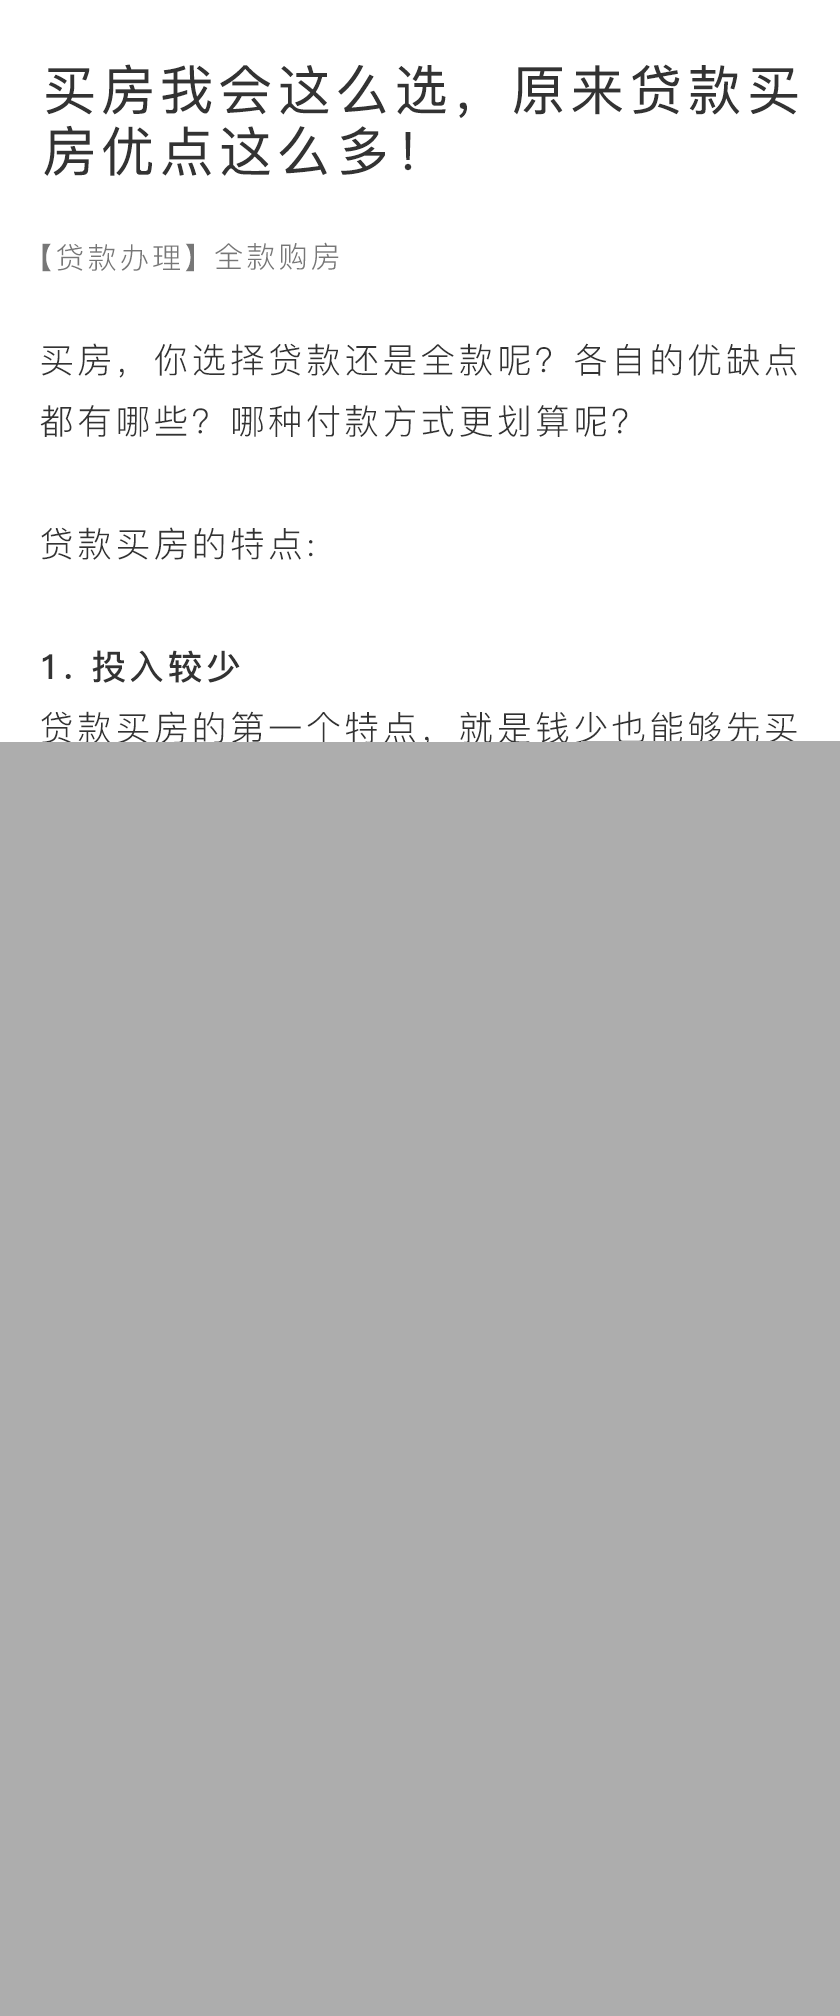 买房我会这么选，原来贷款买
房优点这么多！
【贷款办理】全款购房
买房，你选择贷款还是全款呢？各自的优缺点
都有哪些？哪种付款方式更划算呢？
贷款买房的特点：
1. 投入较少
贷款买房的第一个特点，就是钱少也能够先买